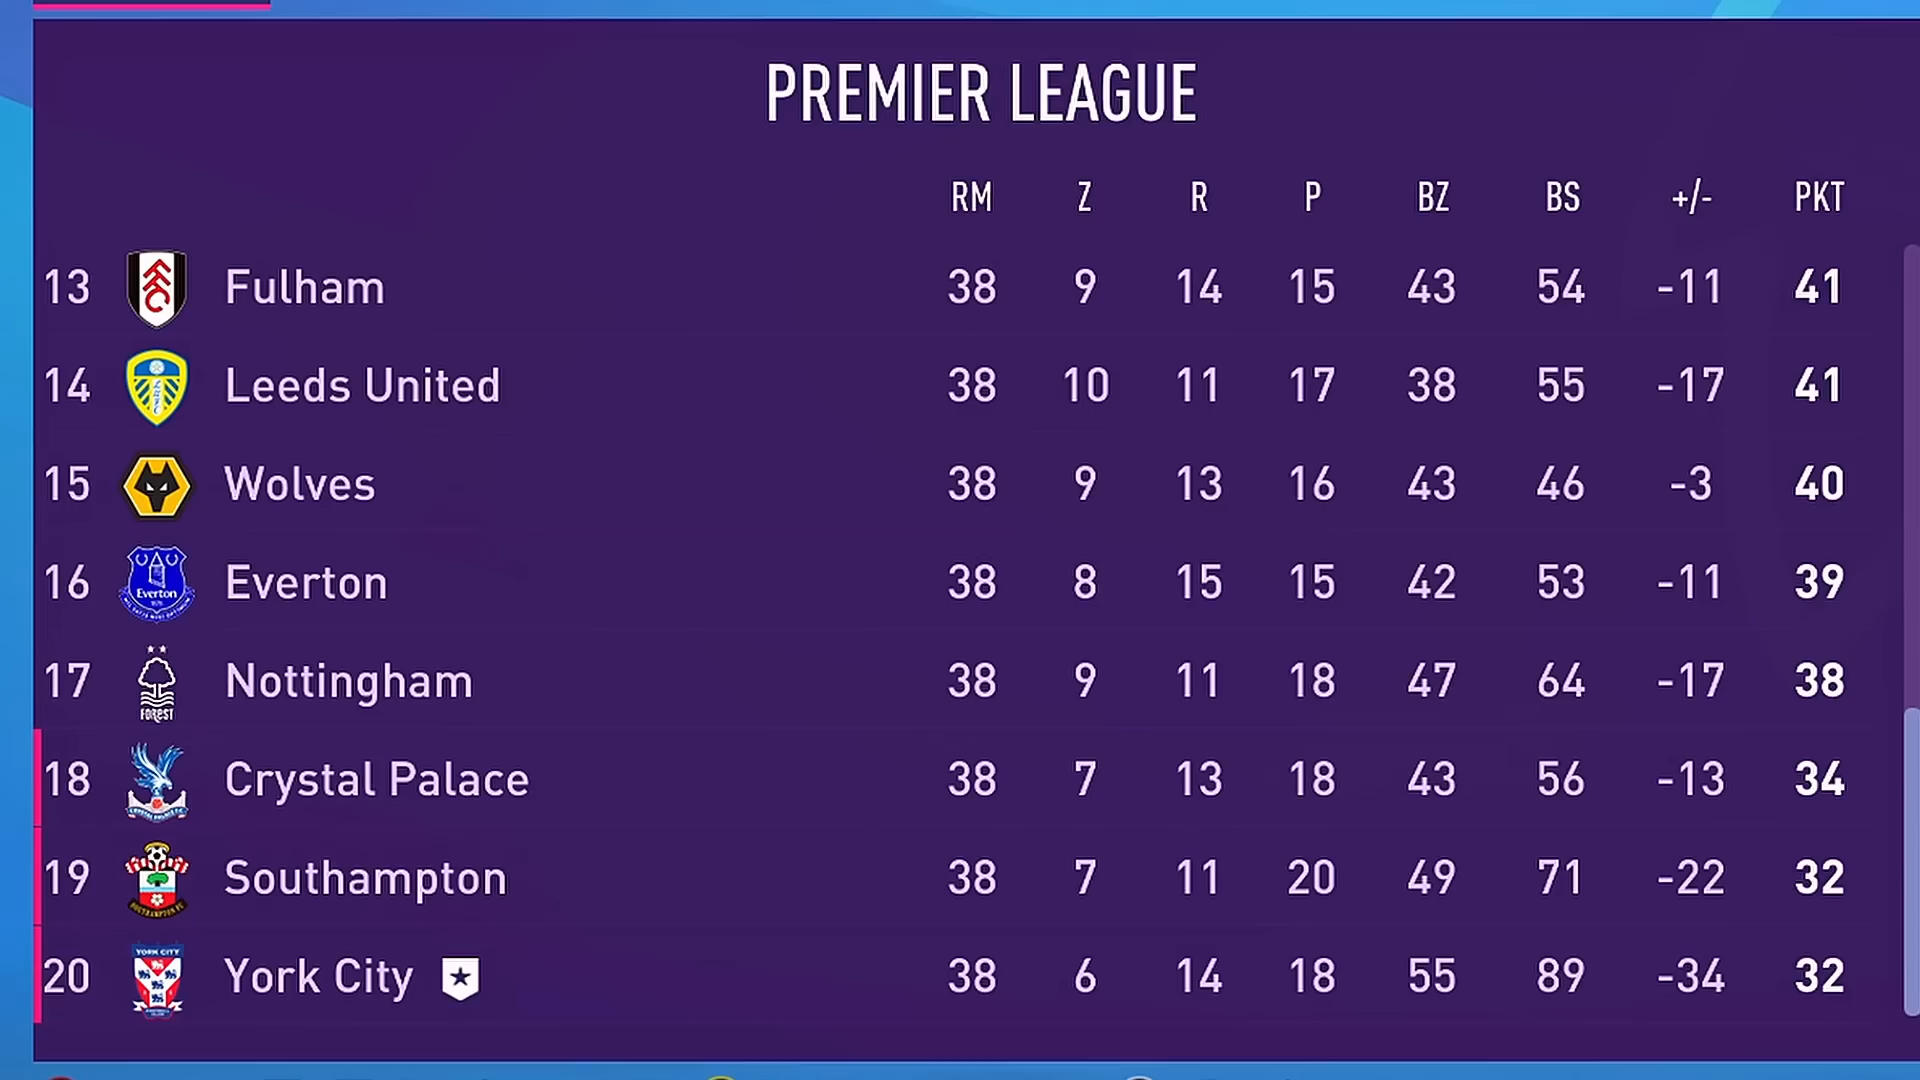 PREMIER LEAGUE
RM Z R P BZ BS +/- PKT
13 Fulham 38 9 14 15 43 54 -11 41
14 Leeds United 38 10 11 17 38 55 -17 41
15 Wolves 38 9 13 16 43 46 -3 40
16 Everton Everton 38 8 15 15 42 53 -11 39
17 FOREST Nottingham 38 9 11 18 47 64 -17 38
18 Crystal Palace 38 7 13 18 43 56 -13 34
19 Southampton 38 7 11 20 49 71 -22 32
20 YORK CITY York City 38 6 14 18 55 89 -34 32